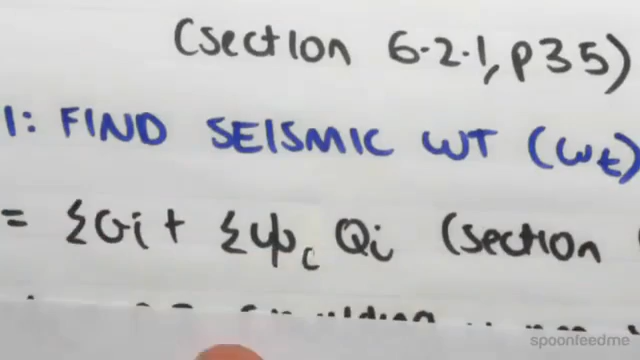 (section 6.2.1, p35)
1: FIND SEISMIC WT (Wt)
= ΣGi + ΣΨc Qi (section
spoonfeedme